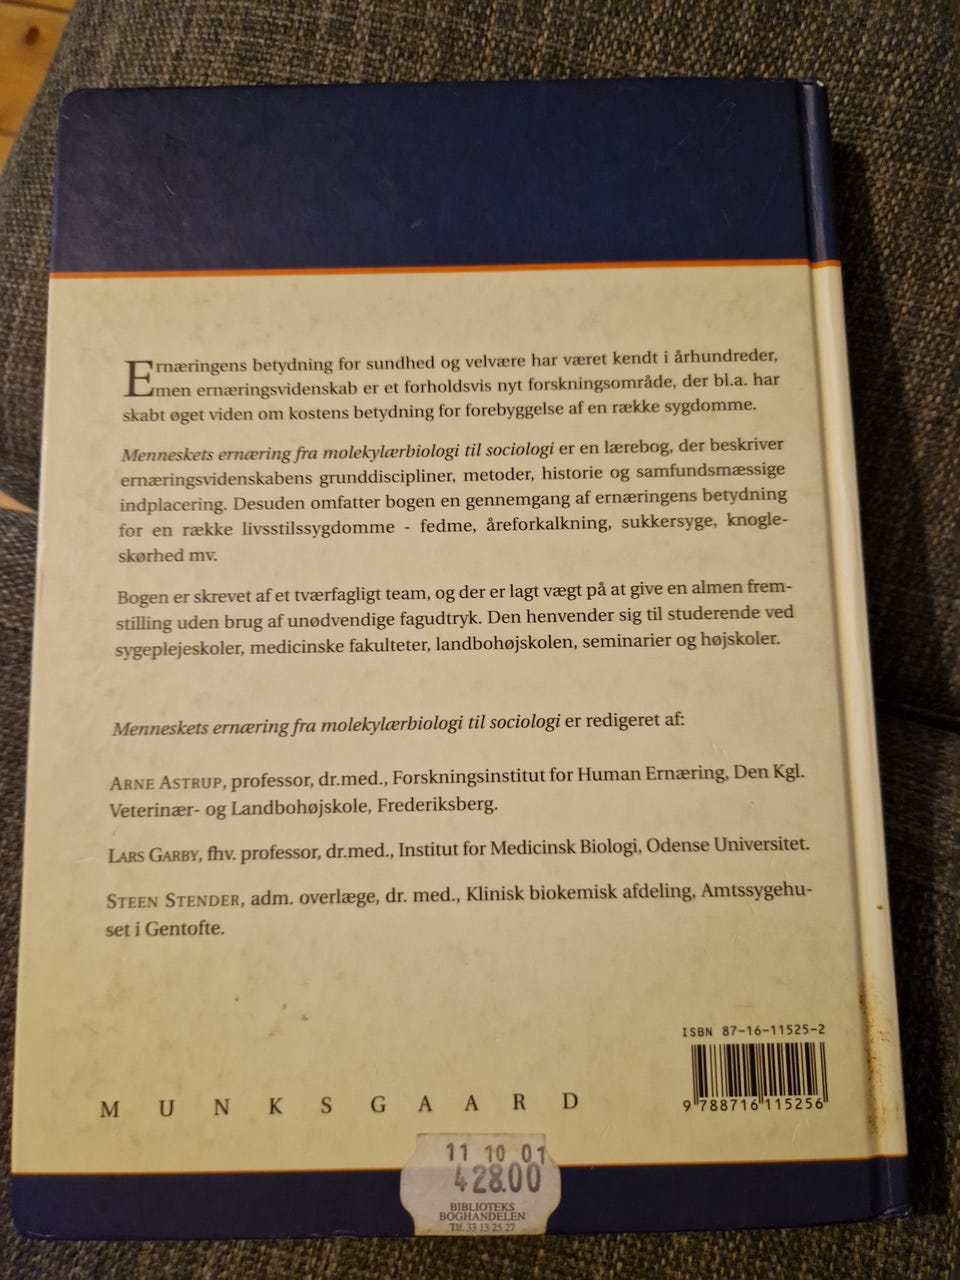 Ernæringens betydning for sundhed og velvære har været kendt i århundreder,
men ernæringsvidenskab er et forholdsvis nyt forskningsområde, der bl.a. har
skabt øget viden om kostens betydning for forebyggelse af en række sygdomme.
Menneskets ernæring fra molekylærbiologi til sociologi er en lærebog, der beskriver
ernæringsvidenskabens grunddiscipliner, metoder, historie og samfundsmæssige
indplacering. Desuden omfatter bogen en gennemgang af ernæringens betydning
for en række livsstilssygdomme - fedme, åreforkalkning, sukkersyge, knogle-
skørhed mv.
Bogen er skrevet af et tværfagligt team, og der er lagt vægt på at give en almen frem-
stilling uden brug af unødvendige fagudtryk. Den henvender sig til studerende ved
sygeplejeskoler, medicinske fakulteter, landbohøjskolen, seminarier og højskoler.
Menneskets ernæring fra molekylærbiologi til sociologi er redigeret af:
ARNE ASTRUP, professor, dr.med., Forskningsinstitut for Human Ernæring, Den Kgl.
Veterinær- og Landbohøjskole, Frederiksberg.
LARS GARBY, fhv. professor, dr.med., Institut for Medicinsk Biologi, Odense Universitet.
STEEN STENDER, adm. overlæge, dr. med., Klinisk biokemisk afdeling, Amtssygehu-
set i Gentofte.
ISBN 87-16-11525-2
9 788716 115256
MUNKSGAARD
11 10 01
428.00
BIBLIOTEKS
BOGHANDELEN
Tlf. 33 13 25 27